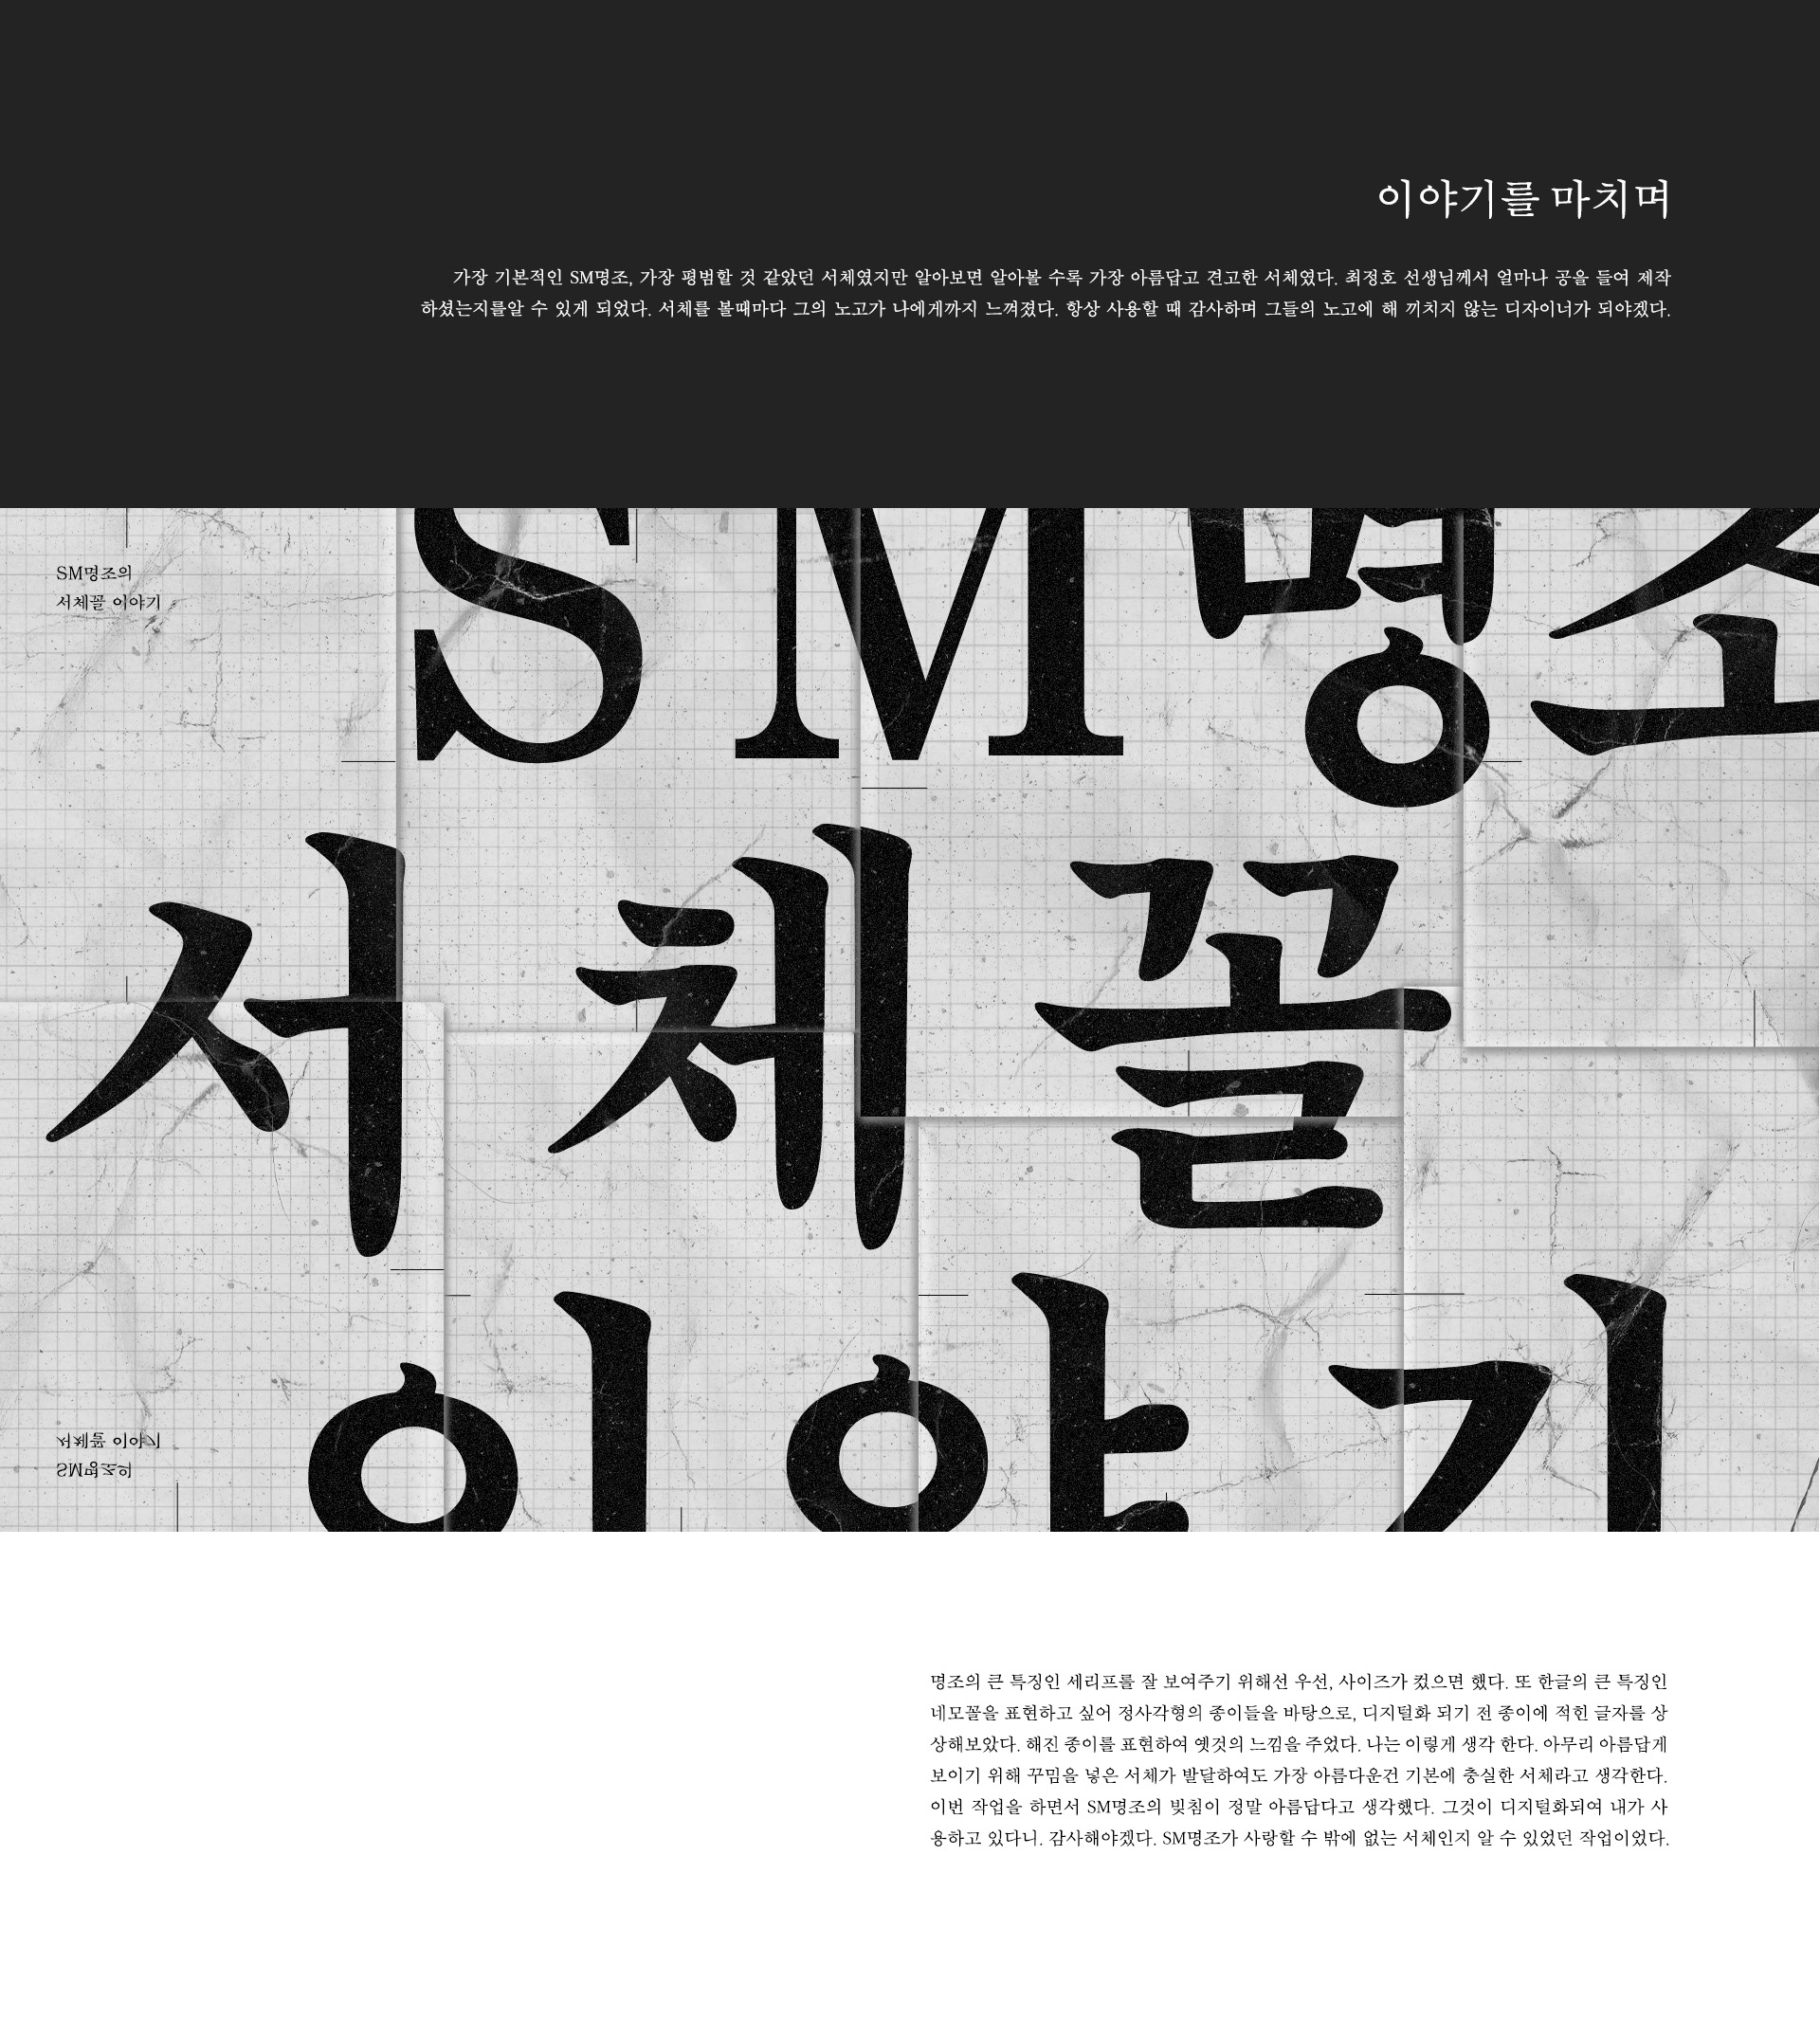 이야기를 마치며
가장 기본적인 SM명조, 가장 평범할 것 같았던 서체였지만 알아보면 알아볼 수록 가장 아름답고 견고한 서체였다. 최정호 선생님께서 얼마나 공을 들여 제작
하셨는지를알 수 있게 되었다. 서체를 볼때마다 그의 노고가 나에게까지 느껴졌다. 항상 사용할 때 감사하며 그들의 노고에 해 끼치지 않는 디자이너가 되야겠다.
SM명조의
서체꼴 이야기
SM명조
서체꼴
이야기
서체꼴 이야기
SM명조의
명조의 큰 특징인 세리프를 잘 보여주기 위해선 우선, 사이즈가 컸으면 했다. 또 한글의 큰 특징인
네모꼴을 표현하고 싶어 정사각형의 종이들을 바탕으로, 디지털화 되기 전 종이에 적힌 글자를 상
상해보았다. 해진 종이를 표현하여 옛것의 느낌을 주었다. 나는 이렇게 생각 한다. 아무리 아름답게
보이기 위해 꾸밈을 넣은 서체가 발달하여도 가장 아름다운건 기본에 충실한 서체라고 생각한다.
이번 작업을 하면서 SM명조의 빛침이 정말 아름답다고 생각했다. 그것이 디지털화되여 내가 사
용하고 있다니. 감사해야겠다. SM명조가 사랑할 수 밖에 없는 서체인지 알 수 있었던 작업이었다.